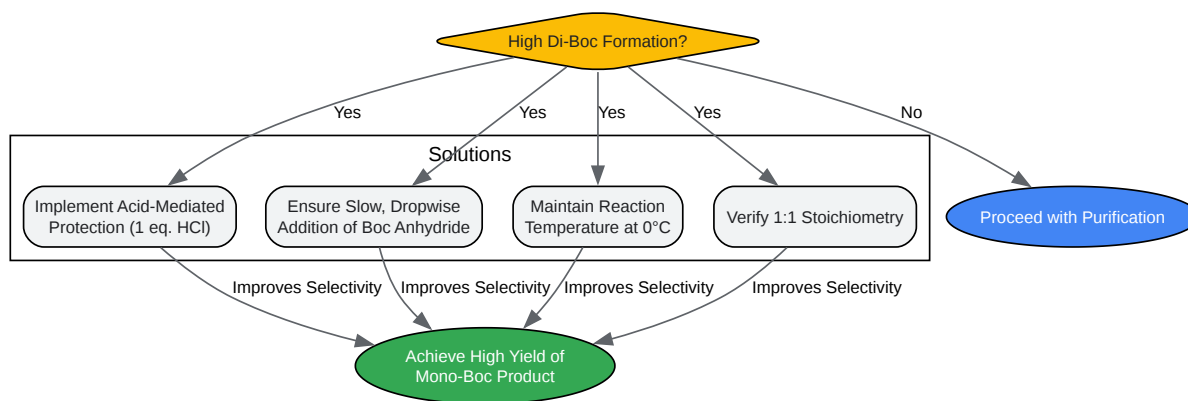 High Di-Boc Formation?
Yes
Yes
Yes
Yes
No
Solutions
Implement Acid-Mediated
Protection (1 eq. HCl)
Ensure Slow, Dropwise
Addition of Boc Anhydride
Maintain Reaction
Temperature at 0°C
Verify 1:1 Stoichiometry
Proceed with Purification
Improves Selectivity
Improves Selectivity
Improves Selectivity
Improves Selectivity
Achieve High Yield of
Mono-Boc Product